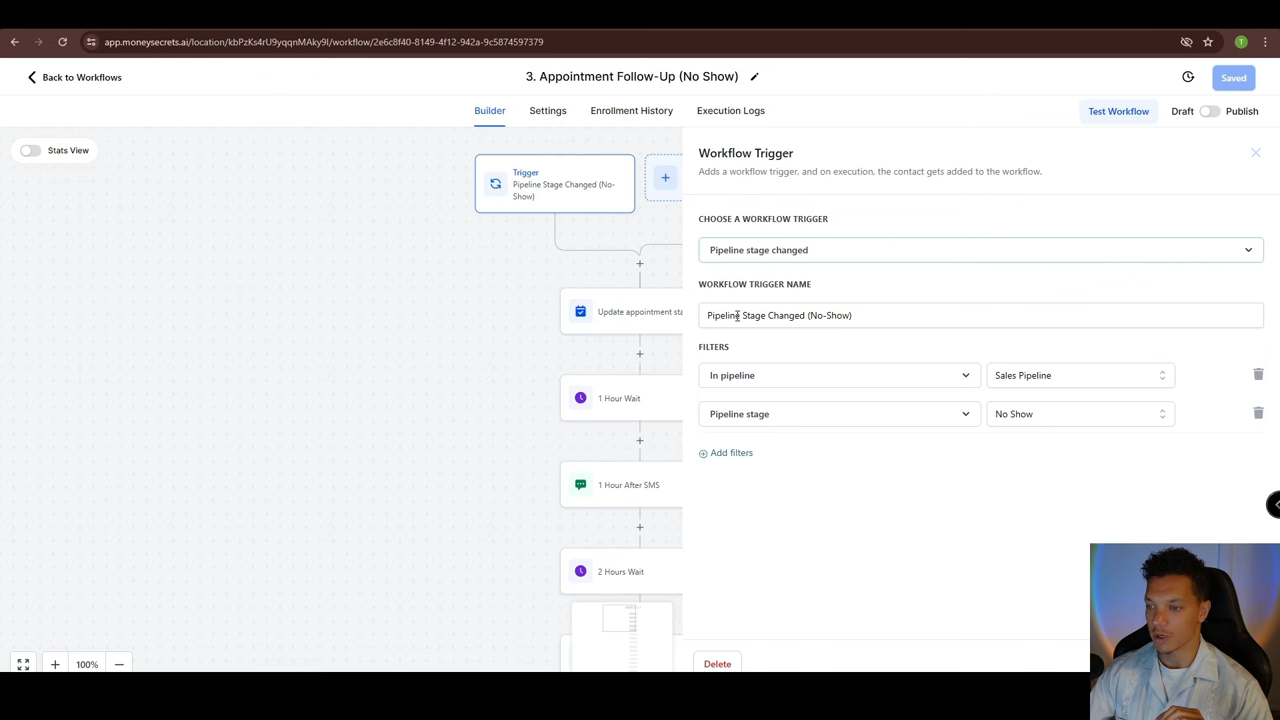 app.moneysecrets.ai/location/kbPzKs4rU9yqqnMAky9I/workflow/2e6c8f40-8149-4f12-942a-9c5874597379
T
Back to Workflows
3. Appointment Follow-Up (No Show)
Saved
Builder
Settings
Enrollment History
Execution Logs
Test Workflow
Draft
Publish
Stats View
Trigger
Pipeline Stage Changed (No-
Show)
Update appointment sta
1 Hour Wait
1 Hour After SMS
2 Hours Wait
100%
Workflow Trigger
Adds a workflow trigger, and on execution, the contact gets added to the workflow.
CHOOSE A WORKFLOW TRIGGER
Pipeline stage changed
WORKFLOW TRIGGER NAME
Pipeline Stage Changed (No-Show)
FILTERS
In pipeline
Sales Pipeline
Pipeline stage
No Show
Add filters
Delete